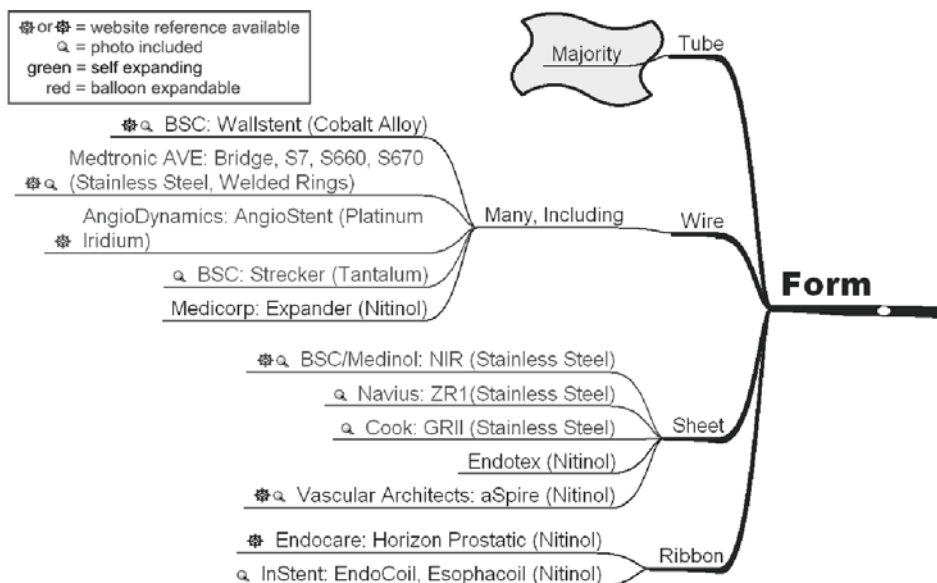 or = website reference available
= photo included
green = self expanding
red = balloon expandable
Majority
Tube
BSC: Wallstent (Cobalt Alloy)
Medtronic AVE: Bridge, S7, S660, S670
(Stainless Steel, Welded Rings)
AngioDynamics: AngioStent (Platinum
Iridium)
BSC: Strecker (Tantalum)
Medicorp: Expander (Nitinol)
Many, Including
Wire
Form
BSC/Medinol: NIR (Stainless Steel)
Navius: ZR1(Stainless Steel)
Cook: GRII (Stainless Steel)
Endotex (Nitinol)
Vascular Architects: aSpire (Nitinol)
Sheet
Endocare: Horizon Prostatic (Nitinol)
InStent: EndoCoil, Esophacoil (Nitinol)
Ribbon